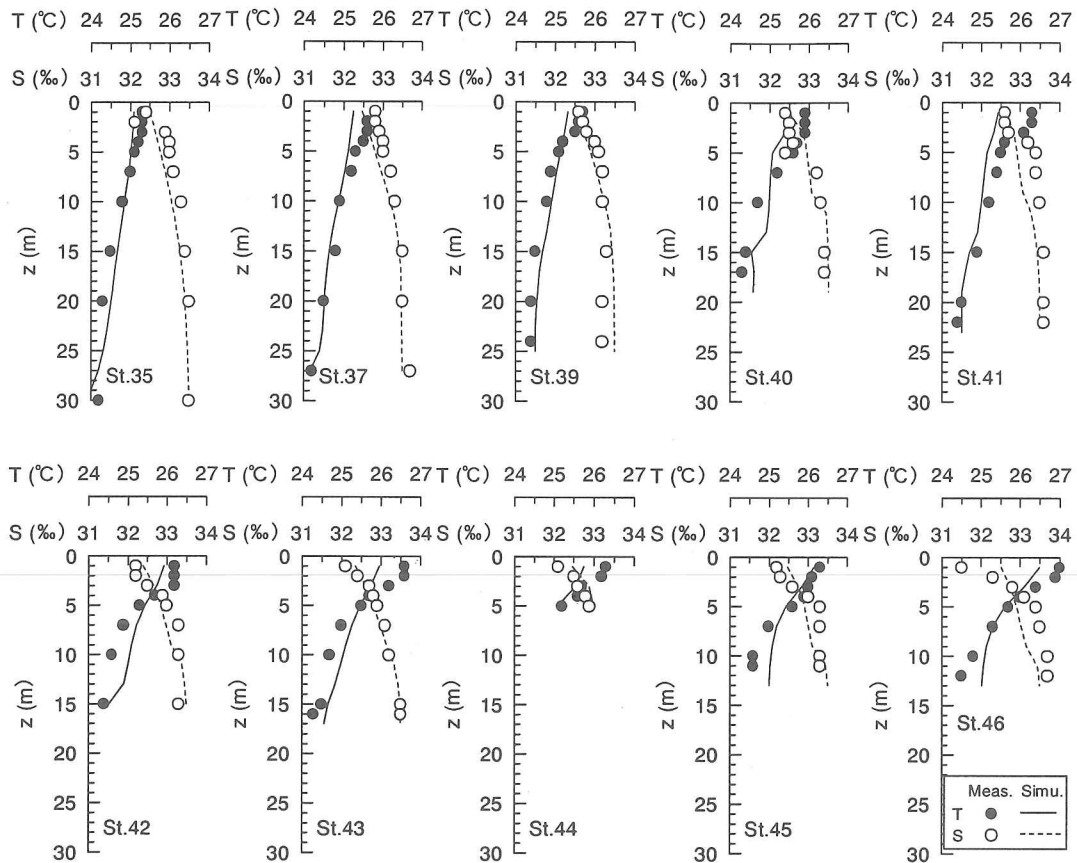 T (℃) 24 25 26 27 T (℃) 24 25 26 27 T (℃) 24 25 26 27 T (℃) 24 25 26 27 T (℃) 24 25 26 27
S (‰) 31 32 33 34 S (‰) 31 32 33 34 S (‰) 31 32 33 34 S (‰) 31 32 33 34 S (‰) 31 32 33 34
0 0 0 0 0
5 5 5 5 5
10 10 10 10 10
z (m) z (m) z (m) z (m) z (m)
15 15 15 15 15
20 20 20 20 20
25 25 25 25 25
St.35 St.37 St.39 St.40 St.41
30 30 30 30 30
T (℃) 24 25 26 27 T (℃) 24 25 26 27 T (℃) 24 25 26 27 T (℃) 24 25 26 27 T (℃) 24 25 26 27
S (‰) 31 32 33 34 S (‰) 31 32 33 34 S (‰) 31 32 33 34 S (‰) 31 32 33 34 S (‰) 31 32 33 34
0 0 0 0 0
5 5 5 5 5
10 10 10 10 10
z (m) z (m) z (m) z (m) z (m)
15 15 15 15 15
St.46
20 20 20 20 20
25 25 25 25 25
St.42 St.43 St.44 St.45
30 30 30 30 30
Meas. Simu.
T
S